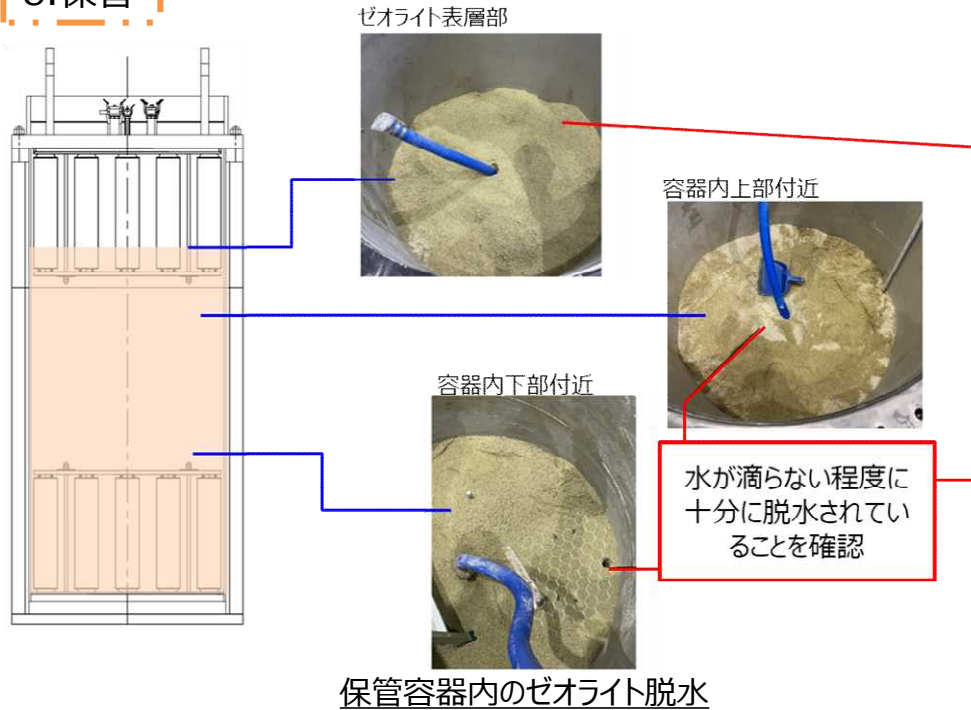 ゼオライト表層部
容器内上部付近
容器内下部付近
水が滴らない程度に
十分に脱水されてい
ることを確認
保管容器内のゼオライト脱水